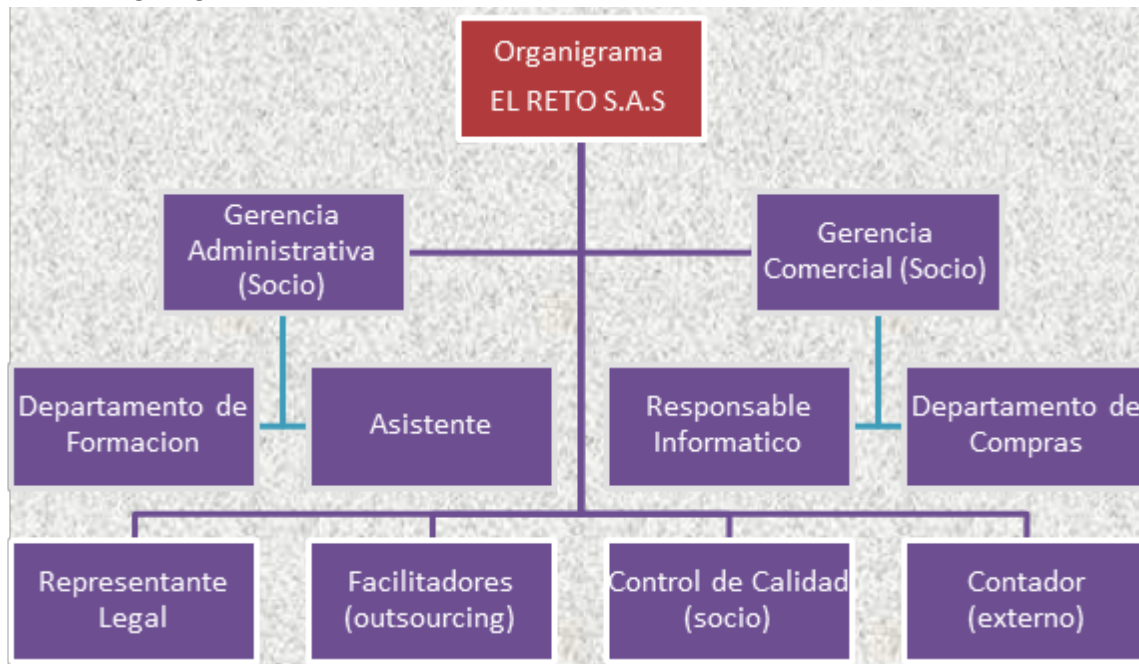 Organigrama
EL RETO S.A.S
Gerencia
Administrativa
(Socio)
Gerencia
Comercial (Socio)
Departamento de
Formacion
Asistente
Responsable
Informatico
Departamento de
Compras
Representante
Legal
Facilitadores
(outsourcing)
Control de Calidad
(socio)
Contador
(externo)